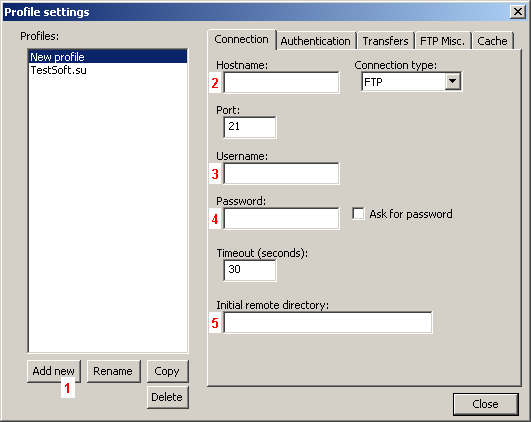 Profile settings
Profiles:
New profile
TestSoft.su
Add new
Rename
Copy
Delete
1
Connection
Authentication
Transfers
FTP Misc.
Cache
Hostname:
Connection type:
2
FTP
Port:
21
Username:
3
Password:
4
Ask for password
Timeout (seconds):
30
Initial remote directory:
5
Close